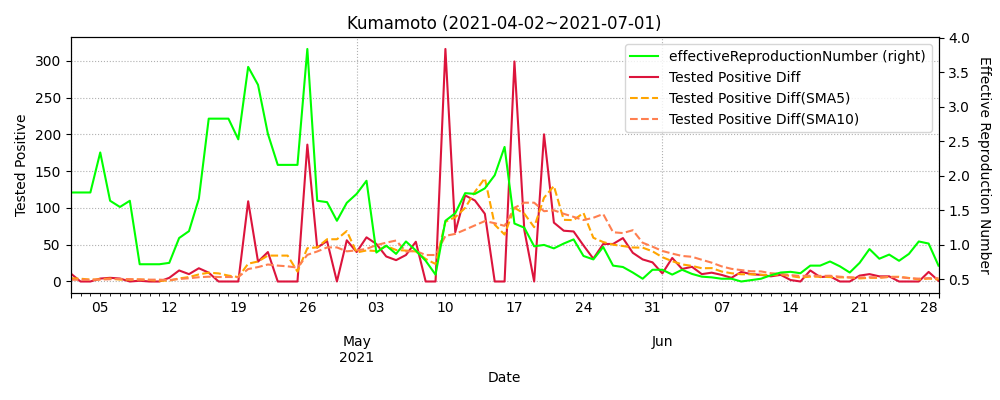 Kumamoto (2021-04-02~2021-07-01)
effectiveReproductionNumber (right)
Tested Positive Diff
Tested Positive Diff(SMA5)
Tested Positive Diff(SMA10)
Tested Positive
300
250
200
150
100
50
0
4.0
3.5
3.0
2.5
2.0
1.5
1.0
0.5
Effective Reproduction Number
05 12 19 26 03 10 17 24 31 07 14 21 28
May Jun
2021
Date